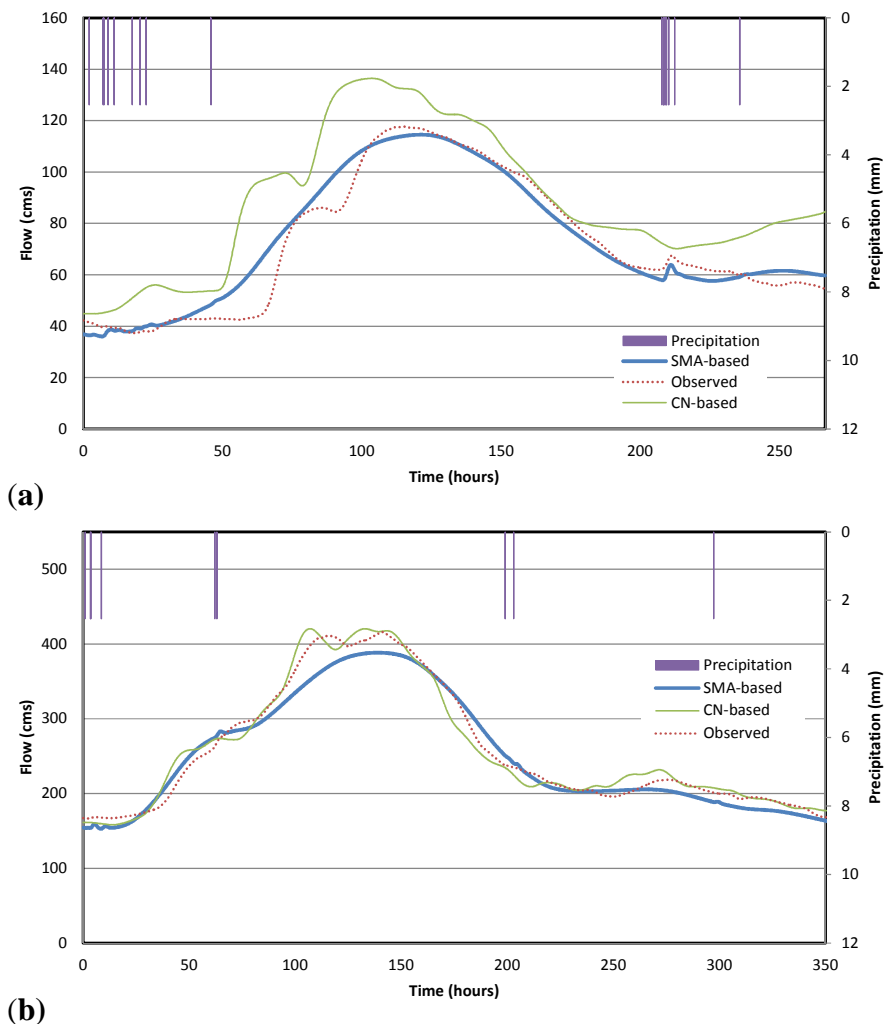 160
140
120
100
80
60
40
20
0
Flow (cms)
0
2
4
6
8
10
12
Precipitation (mm)
Precipitation
SMA-based
Observed
CN-based
0
50
100
150
200
250
Time (hours)
(a)
500
400
300
200
100
0
Flow (cms)
0
2
4
6
8
10
12
Precipitation (mm)
Precipitation
SMA-based
CN-based
Observed
0
50
100
150
200
250
300
350
Time (hours)
(b)